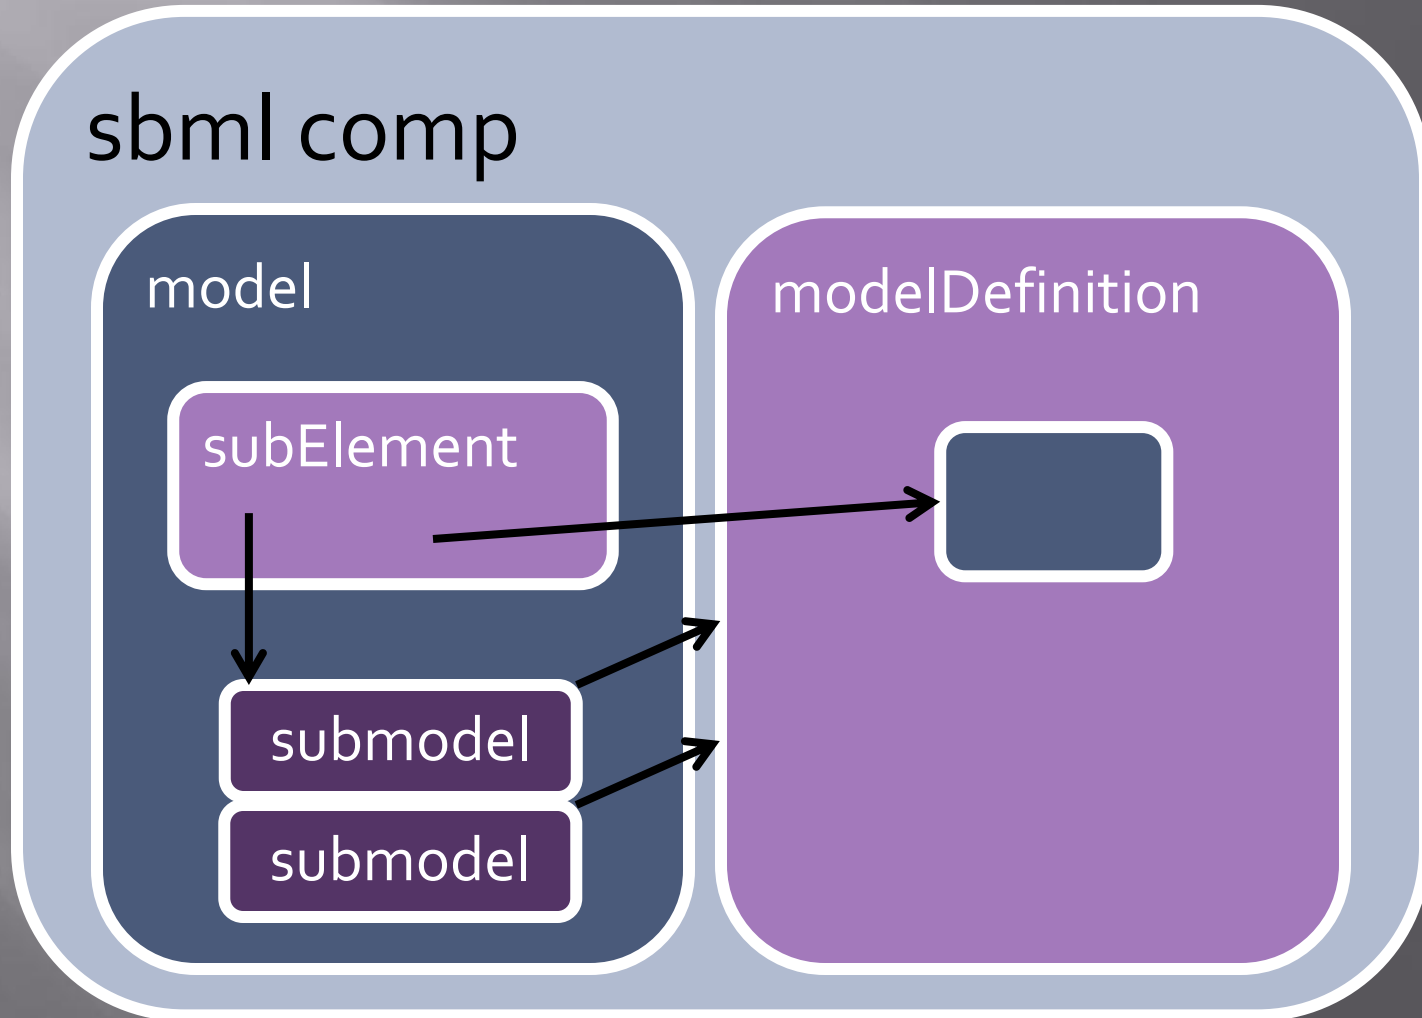 sbml comp
model
modelDefinition
subElement
submodel
submodel